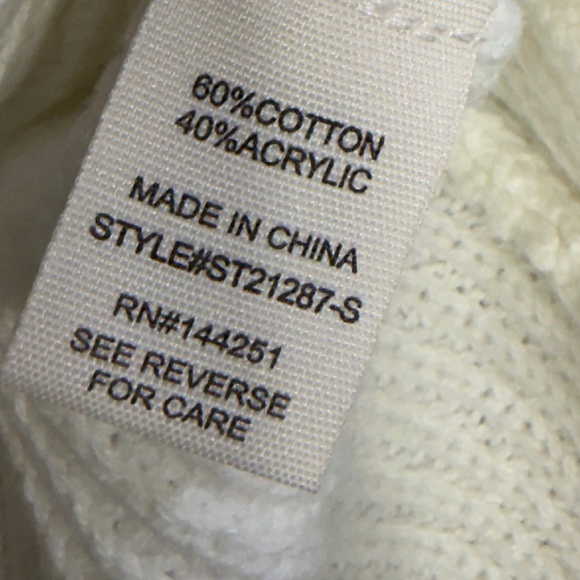 60%COTTON
40%ACRYLIC
MADE IN CHINA
STYLE#ST21287-S
RN#144251
SEE REVERSE
FOR CARE